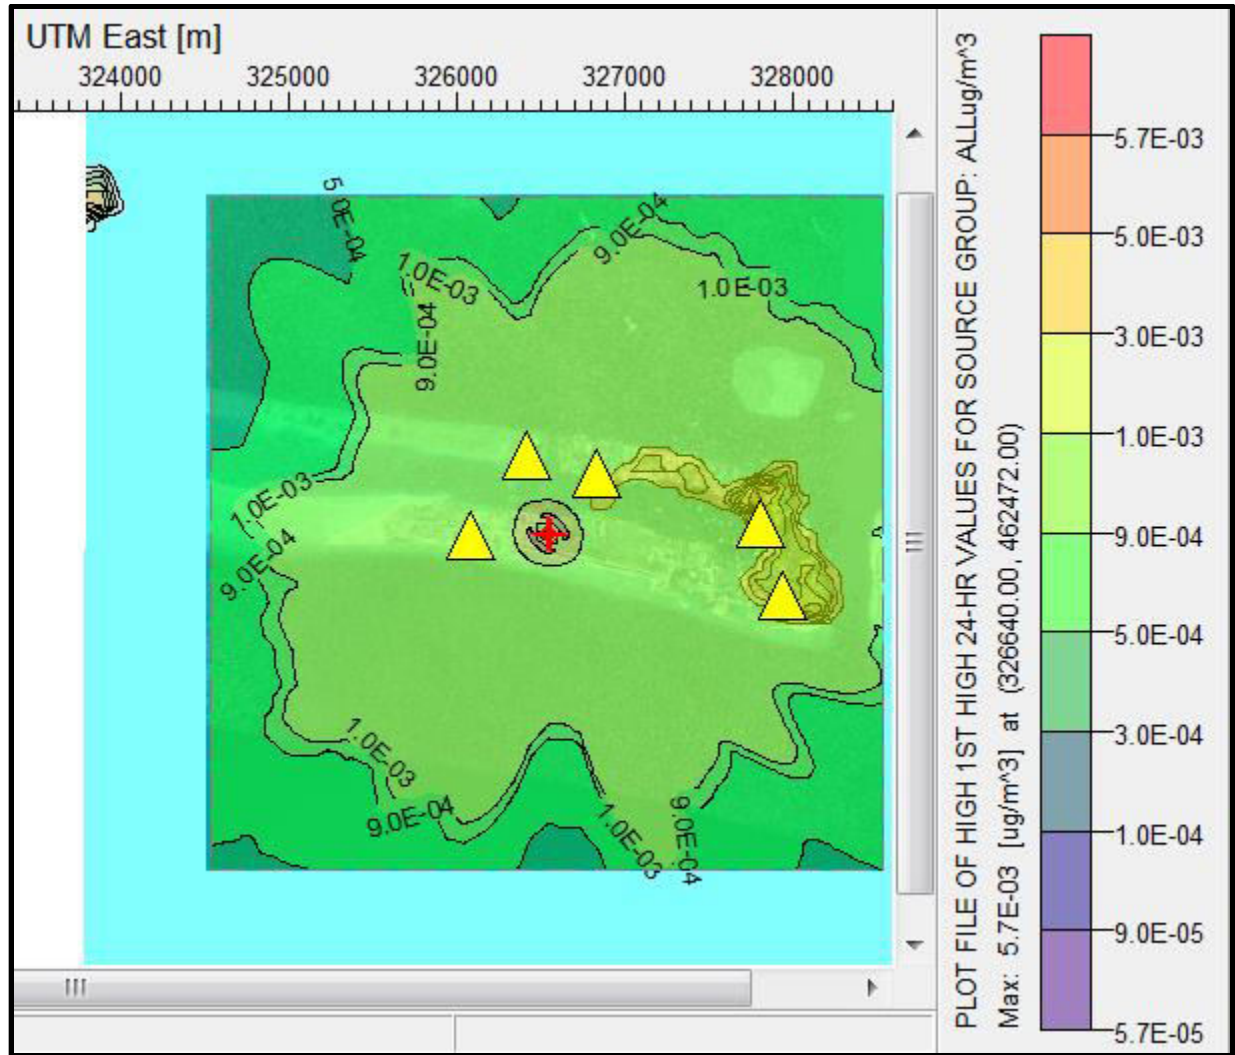 UTM East [m]
324000 325000 326000 327000 328000
5.0E-04
9.0E-04
1.0E-03
1.0E-03
9.0E-04
1.0E-03
9.0E-04
1.0E-03
9.0E-04
1.0E-03
9.0E-04
PLOT FILE OF HIGH 1ST HIGH 24-HR VALUES FOR SOURCE GROUP: ALLug/m^3
Max: 5.7E-03 [ug/m^3] at (326640.00, 462472.00)
5.7E-03
5.0E-03
3.0E-03
1.0E-03
9.0E-04
5.0E-04
3.0E-04
1.0E-04
9.0E-05
5.7E-05